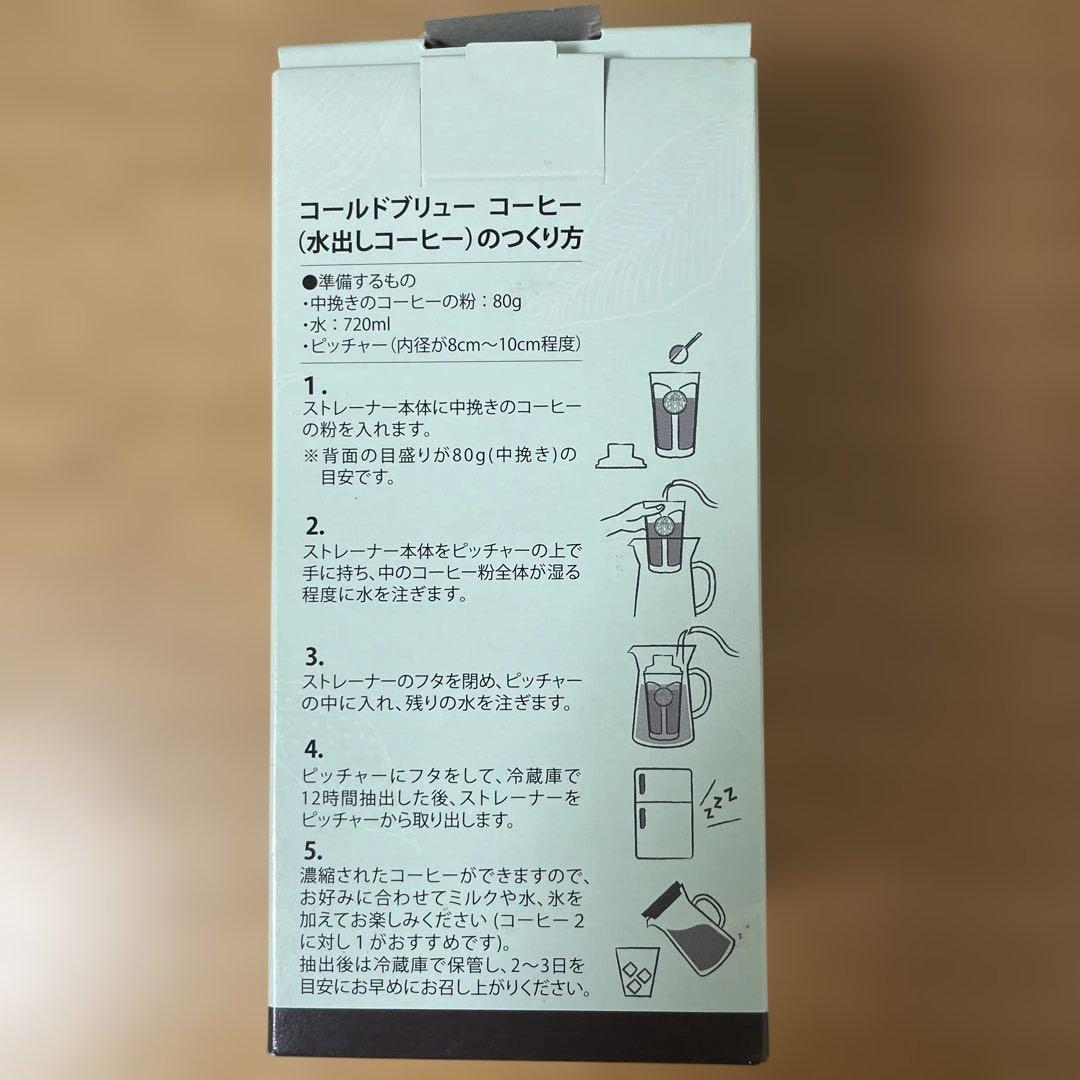 コールドブリュー コーヒー
(水出しコーヒー)のつくり方
●準備するもの
・中挽きのコーヒーの粉：80g
・水：720ml
・ピッチャー(内径が8cm～10cm程度)
1.
ストレーナー本体に中挽きのコーヒー
の粉を入れます。
※背面の目盛りが80g(中挽き)の
目安です。
2.
ストレーナー本体をピッチャーの上で
手に持ち、中のコーヒー粉全体が湿る
程度に水を注ぎます。
3.
ストレーナーのフタを閉め、ピッチャー
の中に入れ、残りの水を注ぎます。
4.
ピッチャーにフタをして、冷蔵庫で
12時間抽出した後、ストレーナーを
ピッチャーから取り出します。
zzz
5.
濃縮されたコーヒーができますので、
お好みに合わせてミルクや水、氷を
加えてお楽しみください(コーヒー2
に対し1がおすすめです)。
抽出後は冷蔵庫で保管し、2～3日を
目安にお早めにお召し上がりください。